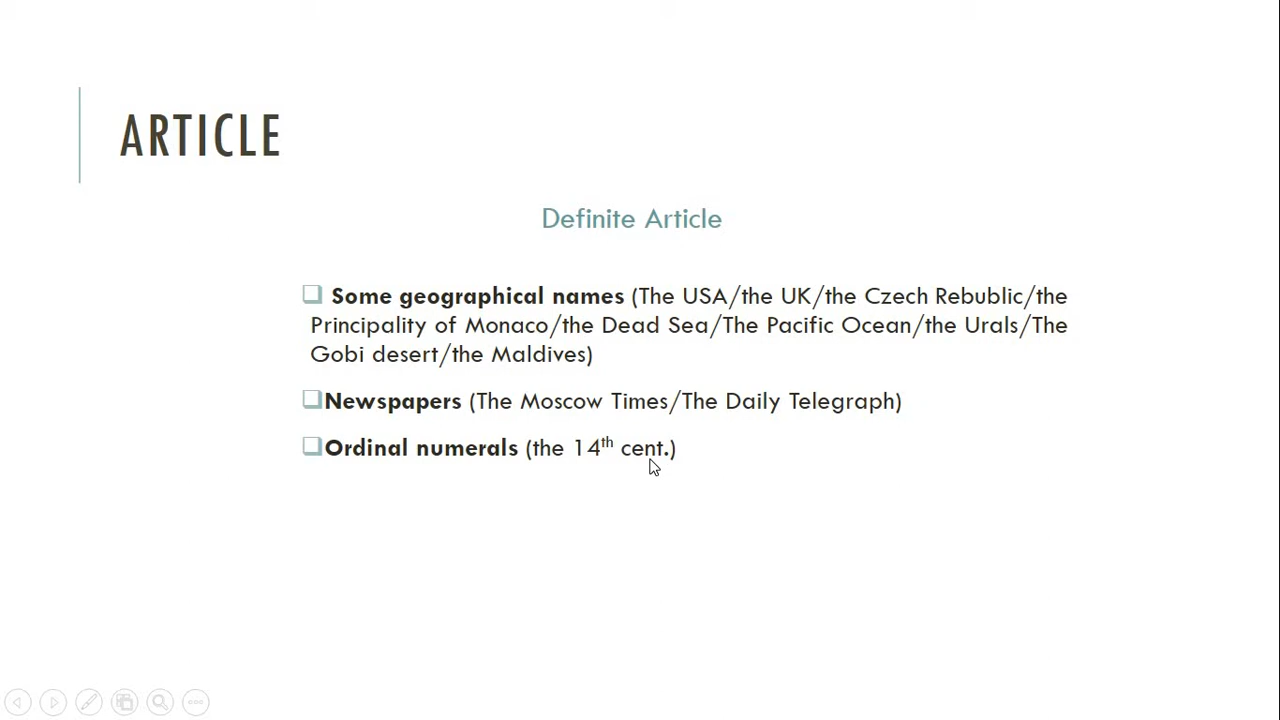 ARTICLE
Definite Article
Some geographical names (The USA/the UK/the Czech Rebublic/the
Principality of Monaco/the Dead Sea/The Pacific Ocean/the Urals/The
Gobi desert/the Maldives)
Newspapers (The Moscow Times/The Daily Telegraph)
Ordinal numerals (the 14th cent.)